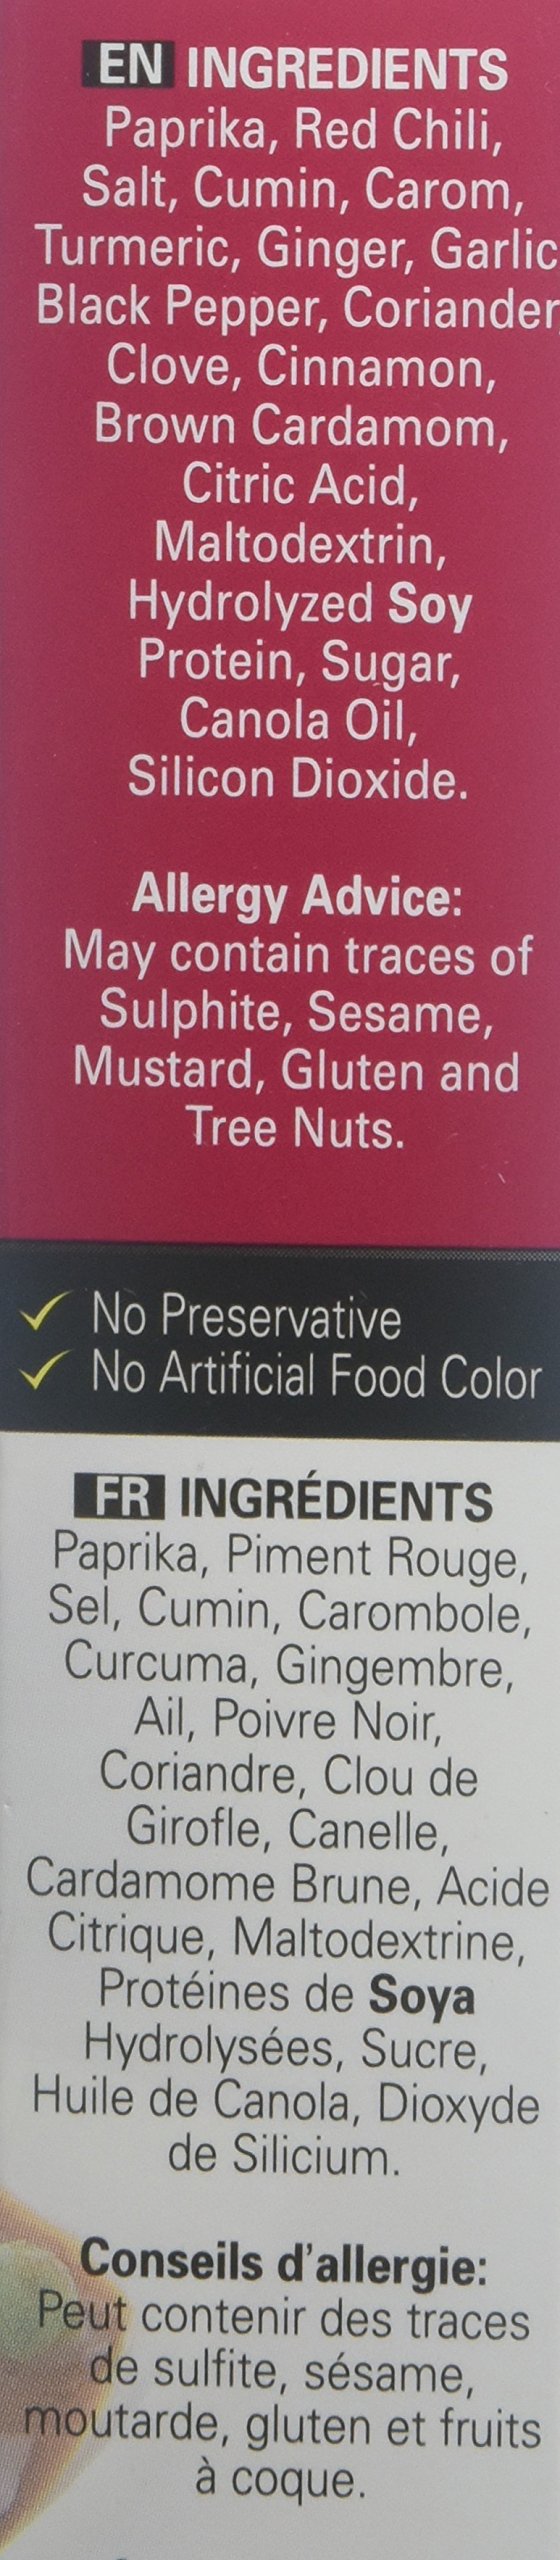 EN INGREDIENTS
Paprika, Red Chili,
Salt, Cumin, Carom,
Turmeric, Ginger, Garlic
Black Pepper, Coriander
Clove, Cinnamon,
Brown Cardamom,
Citric Acid,
Maltodextrin,
Hydrolyzed Soy
Protein, Sugar,
Canola Oil,
Silicon Dioxide.
Allergy Advice:
May contain traces of
Sulphite, Sesame,
Mustard, Gluten and
Tree Nuts.
No Preservative
No Artificial Food Color
FR INGRÉDIENTS
Paprika, Piment Rouge,
Sel, Cumin, Carombole,
Curcuma, Gingembre,
Ail, Poivre Noir,
Coriandre, Clou de
Girofle, Canelle,
Cardamome Brune, Acide
Citrique, Maltodextrine,
Protéines de Soya
Hydrolysées, Sucre,
Huile de Canola, Dioxyde
de Silicium.
Conseils d'allergie:
Peut contenir des traces
de sulfite, sésame,
moutarde, gluten et fruits
à coque.